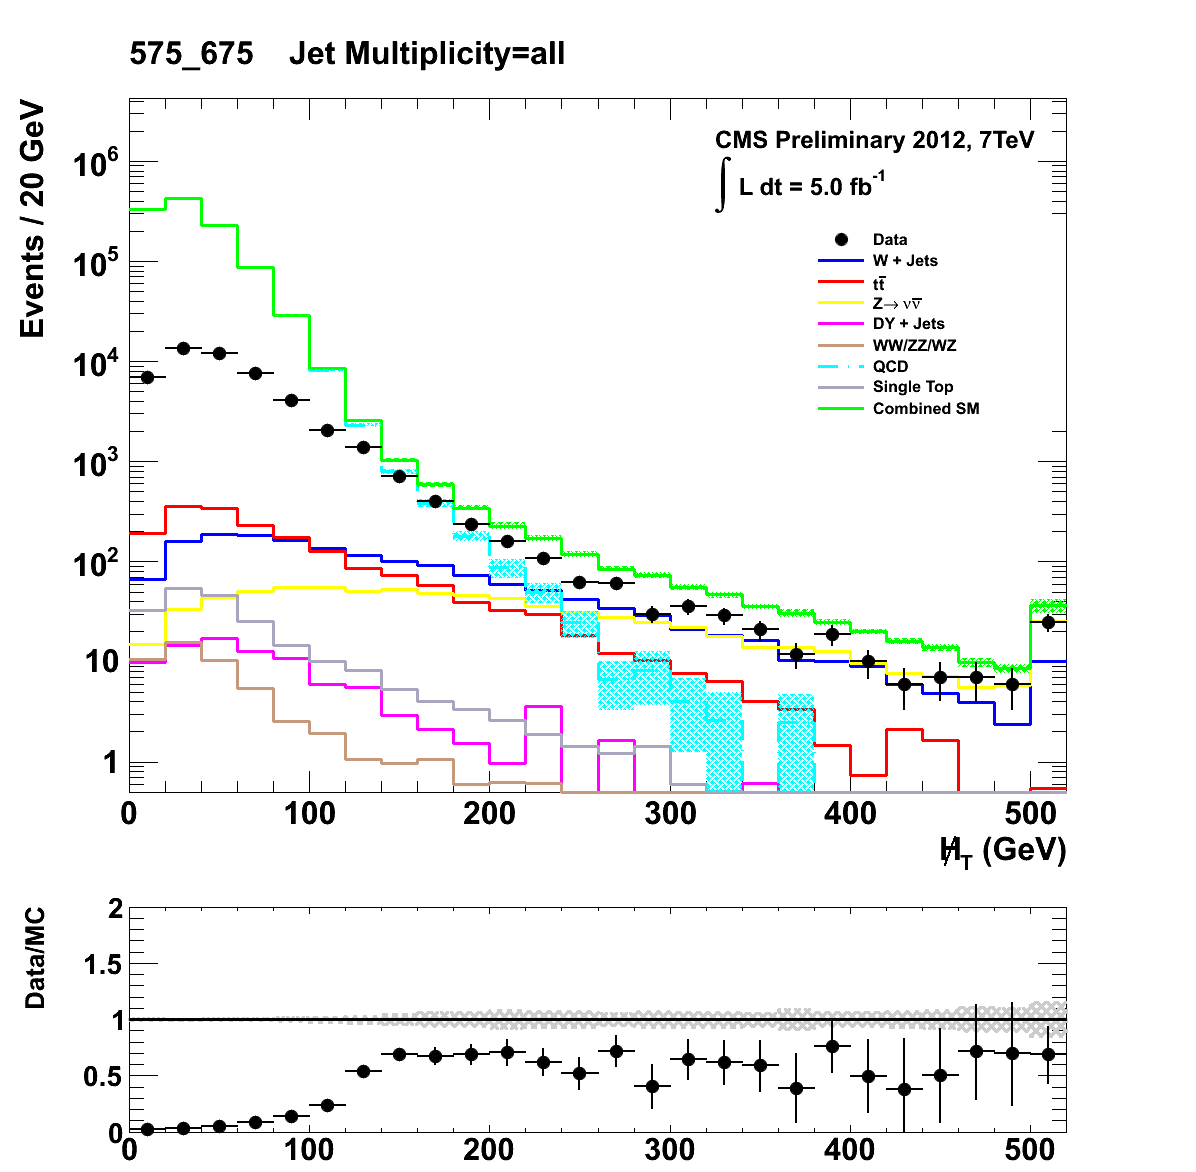 575_675 Jet Multiplicity=all
Events / 20 GeV
CMS Preliminary 2012, 7TeV
∫ L dt = 5.0 fb⁻¹
Data
W + Jets
tt̅
Z→ νν̅
DY + Jets
WW/ZZ/WZ
QCD
Single Top
Combined SM
10⁶
10⁵
10⁴
10³
10²
10
1
0 100 200 300 400 500
H̸_T (GeV)
Data/MC
2
1.5
1
0.5
0
0 100 200 300 400 500